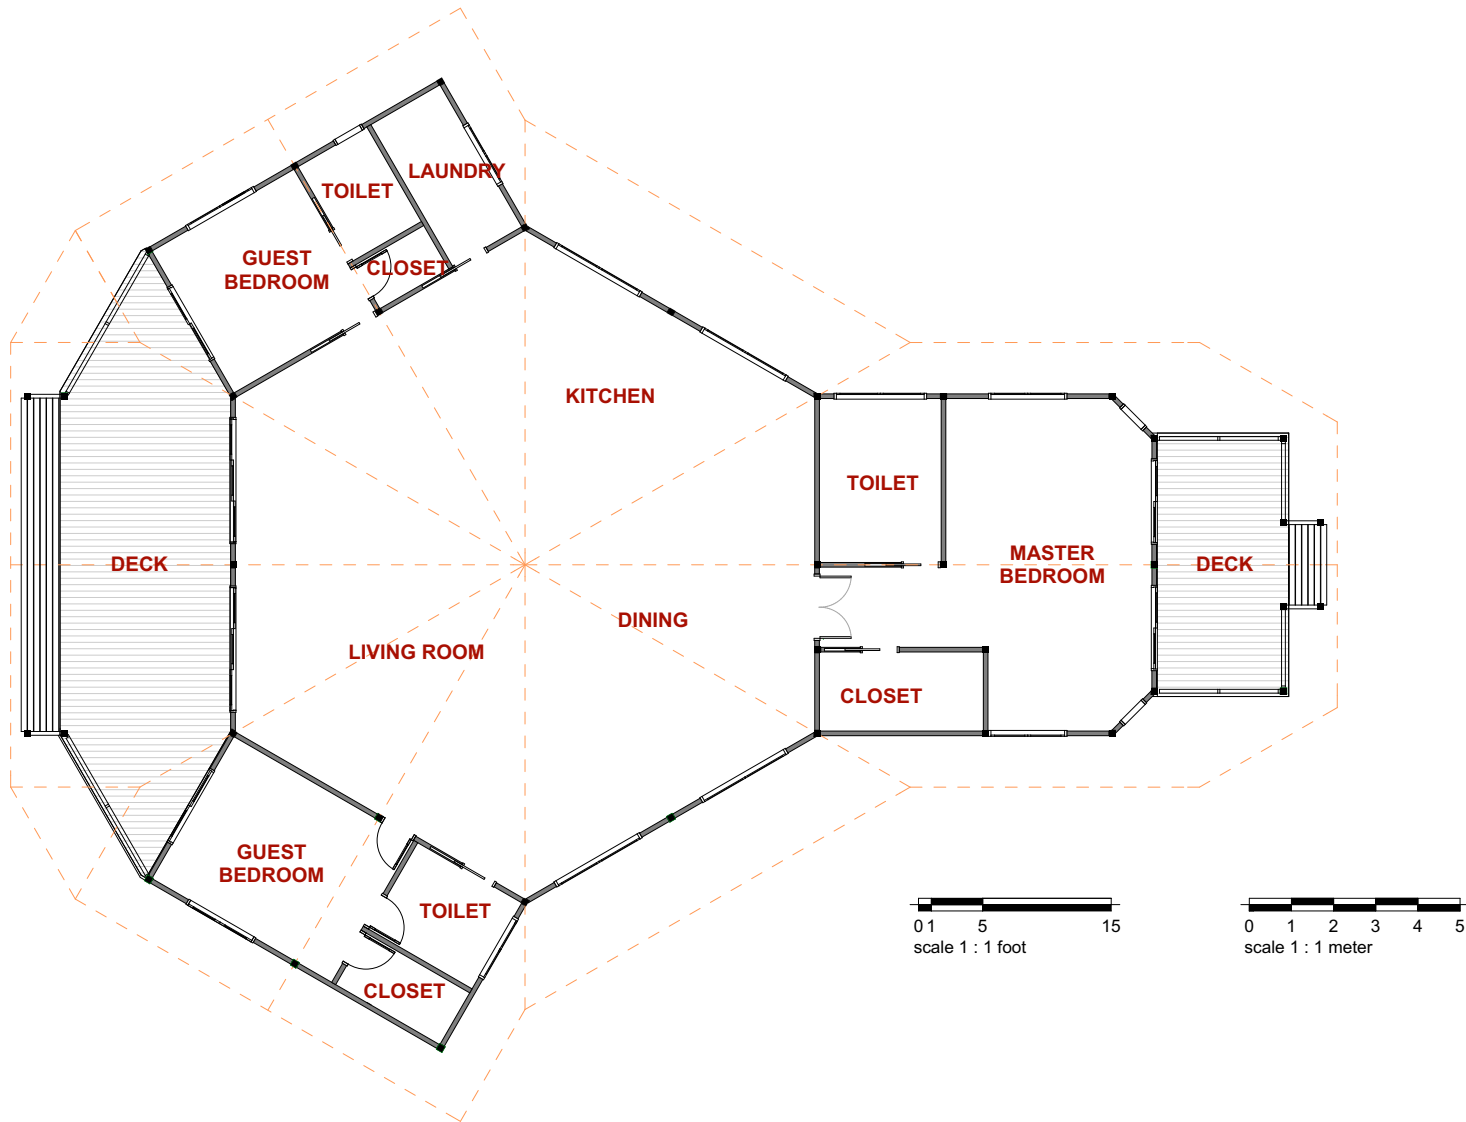 LAUNDRY
TOILET
GUEST
BEDROOM
CLOSET
KITCHEN
TOILET
MASTER
BEDROOM
DECK
DECK
DINING
LIVING ROOM
CLOSET
GUEST
BEDROOM
TOILET
CLOSET
0 1 5 15
scale 1 : 1 foot
0 1 2 3 4 5
scale 1 : 1 meter